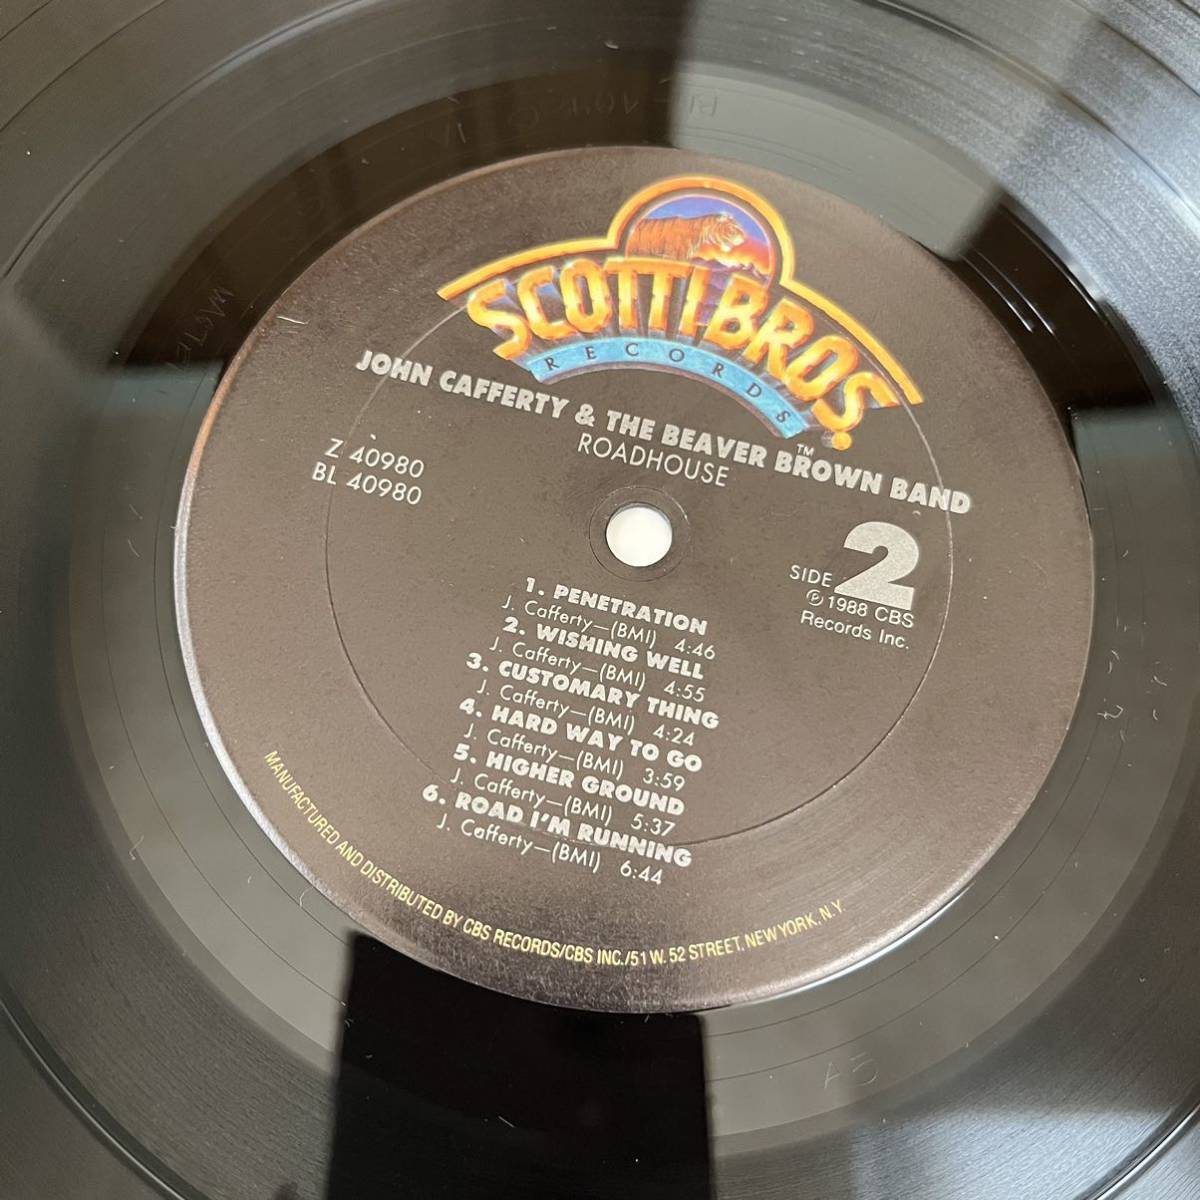 SCOTTI BROS.
RECORDS
TM
JOHN CAFFERTY & THE BEAVER BROWN BAND
ROADHOUSE
Z 40980
BL 40980
SIDE 2
℗ 1988 CBS
Records Inc.
1. PENETRATION
J. Cafferty—(BMI) 4:46
2. WISHING WELL
J. Cafferty—(BMI) 4:55
3. CUSTOMARY THING
J. Cafferty—(BMI) 4:24
4. HARD WAY TO GO
J. Cafferty—(BMI) 3:59
5. HIGHER GROUND
J. Cafferty—(BMI) 5:37
6. ROAD I'M RUNNING
J. Cafferty—(BMI) 6:44
MANUFACTURED AND DISTRIBUTED BY CBS RECORDS/CBS INC./51 W. 52 STREET, NEW YORK, N.Y.